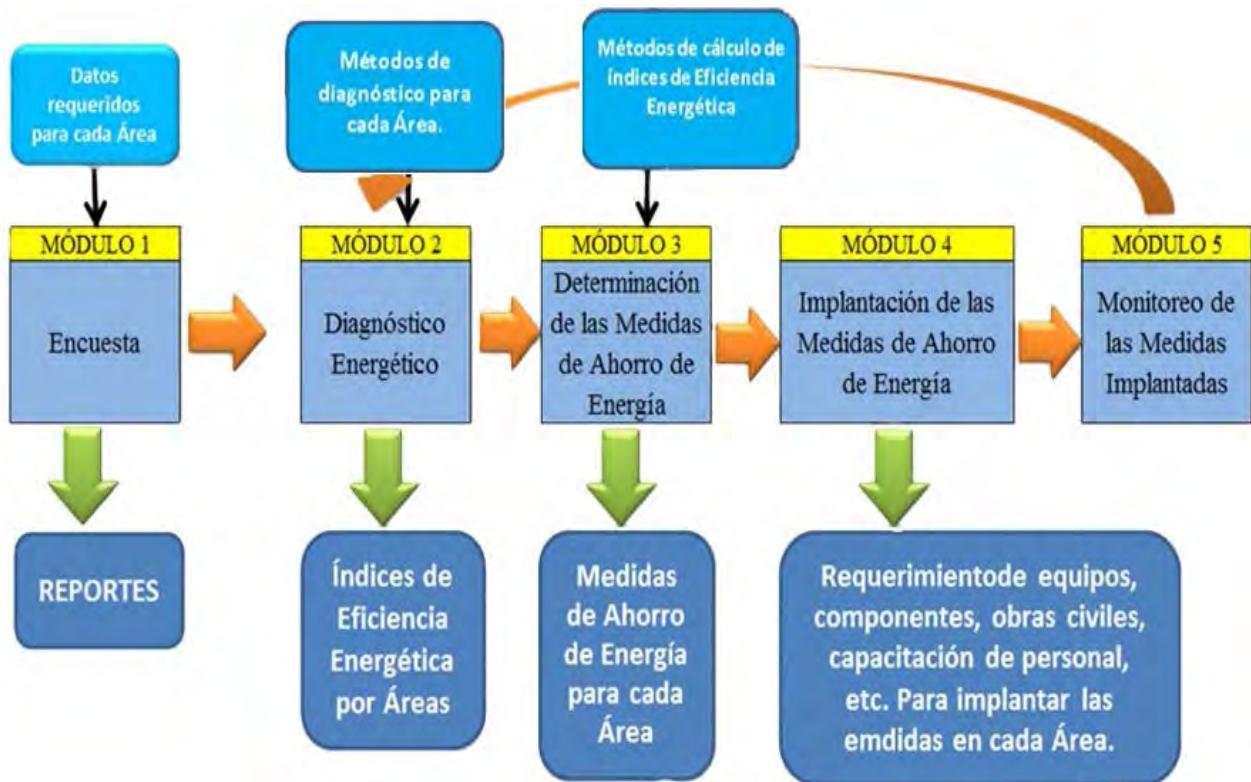 Datos
requeridos
para cada Área
Métodos de
diagnóstico para
cada Área.
Métodos de cálculo de
índices de Eficiencia
Energética
MÓDULO 1
Encuesta
MÓDULO 2
Diagnóstico
Energético
MÓDULO 3
Determinación
de las Medidas
de Ahorro de
Energía
MÓDULO 4
Implantación de las
Medidas de Ahorro
de Energía
MÓDULO 5
Monitoreo de
las Medidas
Implantadas
REPORTES
Índices de
Eficiencia
Energética
por Áreas
Medidas
de Ahorro
de Energía
para cada
Área
Requerimientode equipos,
componentes, obras civiles,
capacitación de personal,
etc. Para implantar las
emdidas en cada Área.